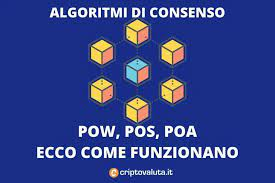 ALGORITMI DI CONSENSO
POW, POS, POA
ECCO COME FUNZIONANO
criptovaluta.it